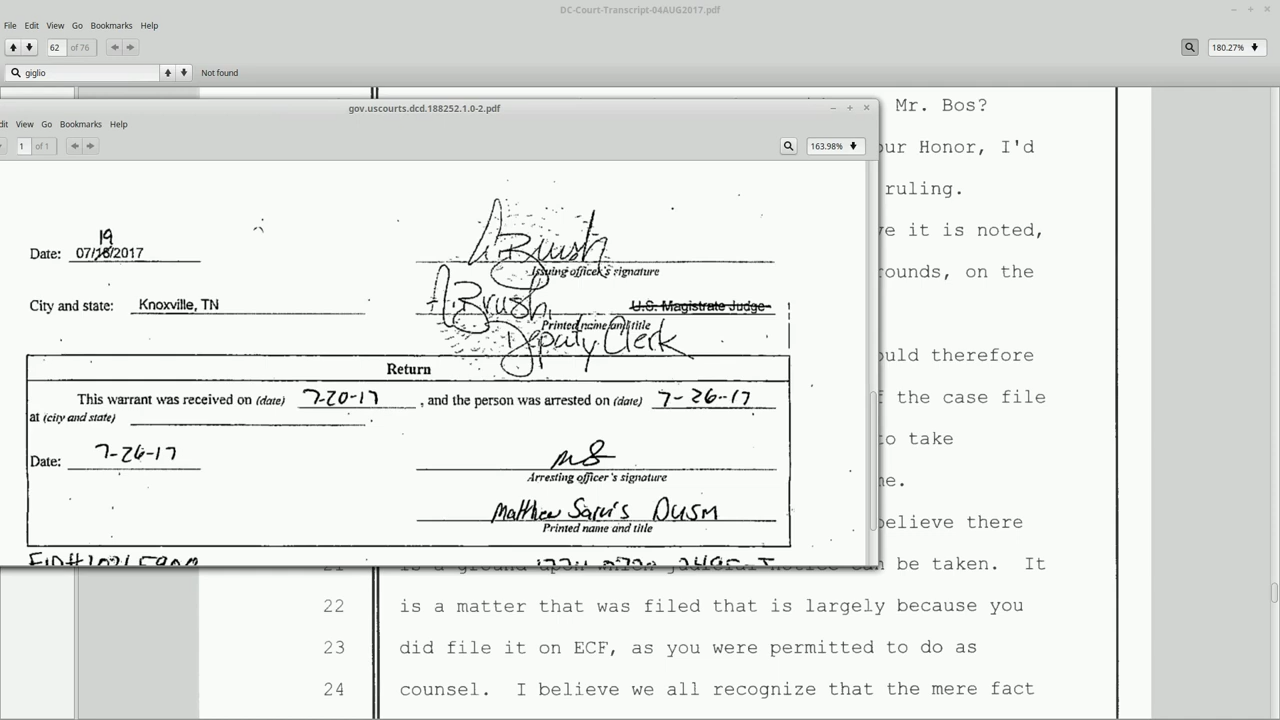 DC-Court-Transcript-04AUG2017.pdf
File Edit View Go Bookmarks Help
62 of 76
180.27%
giglio
Not found
Mr. Bos?
gov.uscourts.dcd.188252.1.0-2.pdf
dit View Go Bookmarks Help
1 of 1
163.98%
our Honor, I'd
ruling.
ve it is noted,
rounds, on the
ould therefore
f the case file
to take
me.
believe there
19
Date: 07/18/2017
ABrush
Issuing officer's signature
City and state: Knoxville, TN
A. Brush, U.S. Magistrate Judge
Printed name and title
Deputy Clerk
Return
This warrant was received on (date) 7-20-17 , and the person was arrested on (date) 7-26-17
at (city and state)
Date: 7-26-17
Arresting officer's signature
Matthew Sarvis DUSM
Printed name and title
21 is a ground upon which judicial notice can be taken. It
22 is a matter that was filed that is largely because you
23 did file it on ECF, as you were permitted to do as
24 counsel. I believe we all recognize that the mere fact